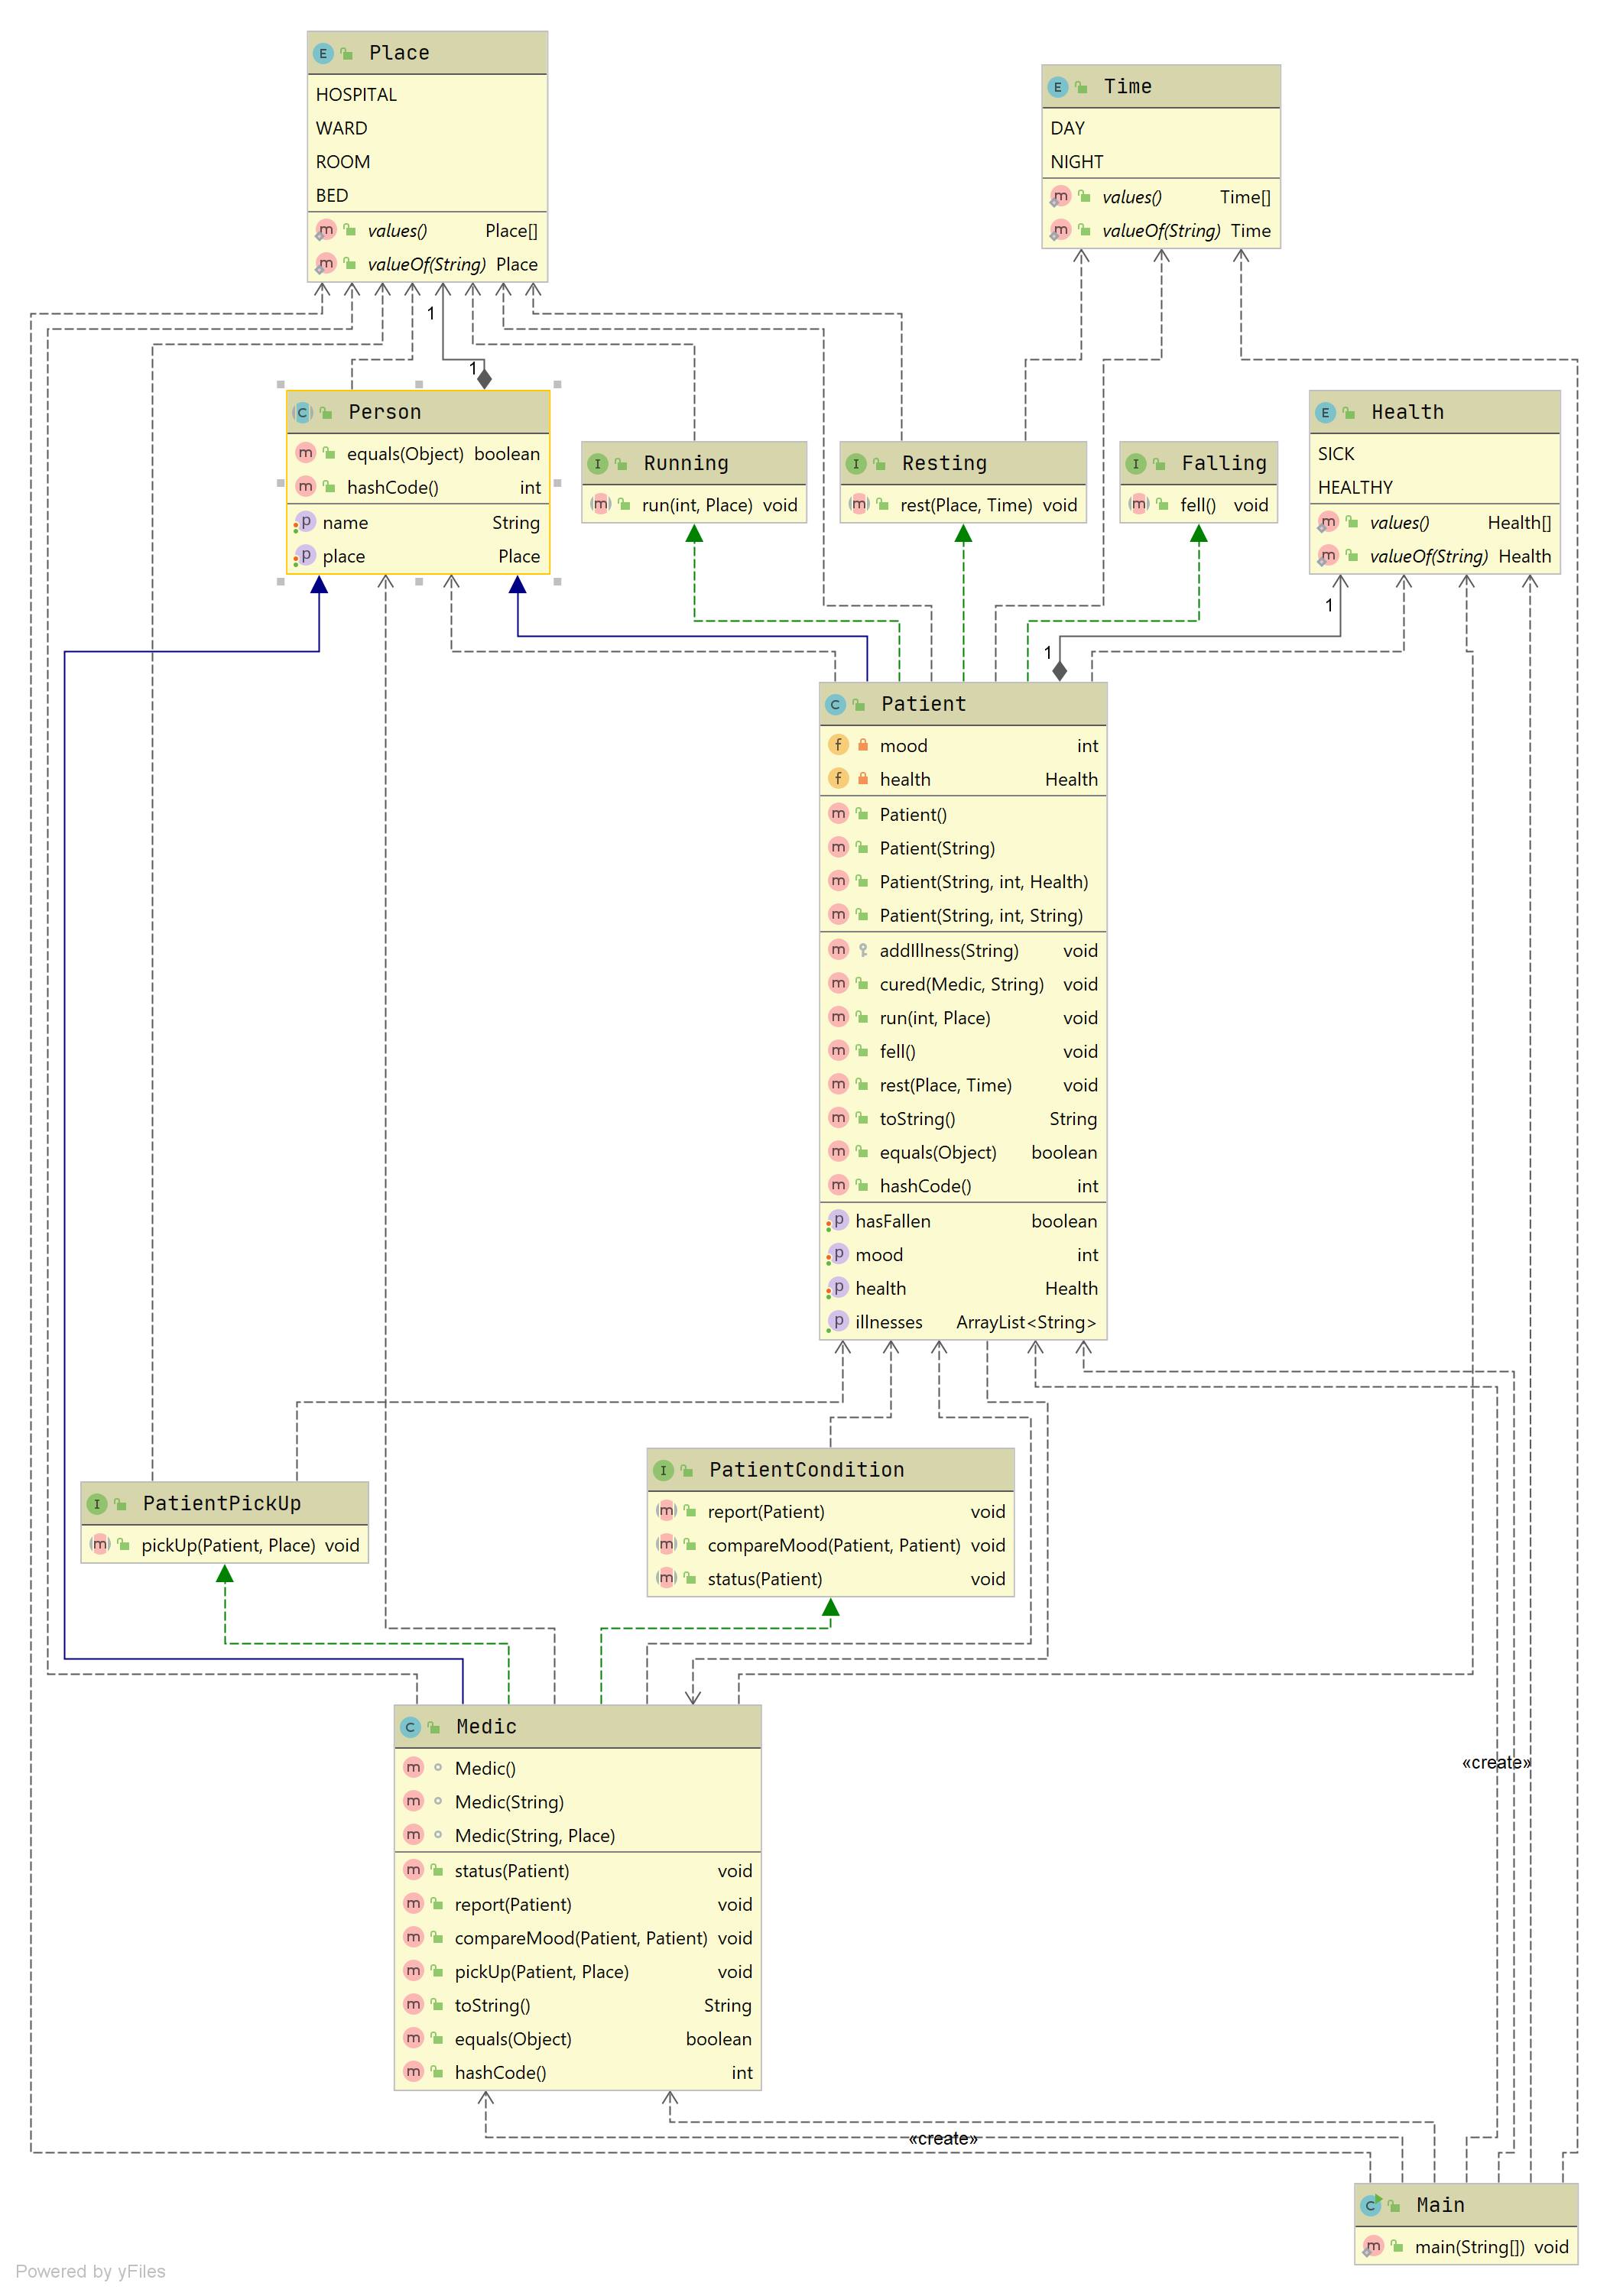 Place
HOSPITAL
WARD
ROOM
BED
values() Place[]
valueOf(String) Place
Time
DAY
NIGHT
values() Time[]
valueOf(String) Time
1
1
Person
equals(Object) boolean
hashCode() int
name String
place Place
Running
run(int, Place) void
Resting
rest(Place, Time) void
Falling
fell() void
Health
SICK
HEALTHY
values() Health[]
valueOf(String) Health
1
1
Patient
mood int
health Health
Patient()
Patient(String)
Patient(String, int, Health)
Patient(String, int, String)
addIllness(String) void
cured(Medic, String) void
run(int, Place) void
fell() void
rest(Place, Time) void
toString() String
equals(Object) boolean
hashCode() int
hasFallen boolean
mood int
health Health
illnesses ArrayList<String>
PatientPickUp
pickUp(Patient, Place) void
PatientCondition
report(Patient) void
compareMood(Patient, Patient) void
status(Patient) void
Medic
Medic()
Medic(String)
Medic(String, Place)
status(Patient) void
report(Patient) void
compareMood(Patient, Patient) void
pickUp(Patient, Place) void
toString() String
equals(Object) boolean
hashCode() int
«create»
«create»
Main
main(String[]) void
Powered by yFiles